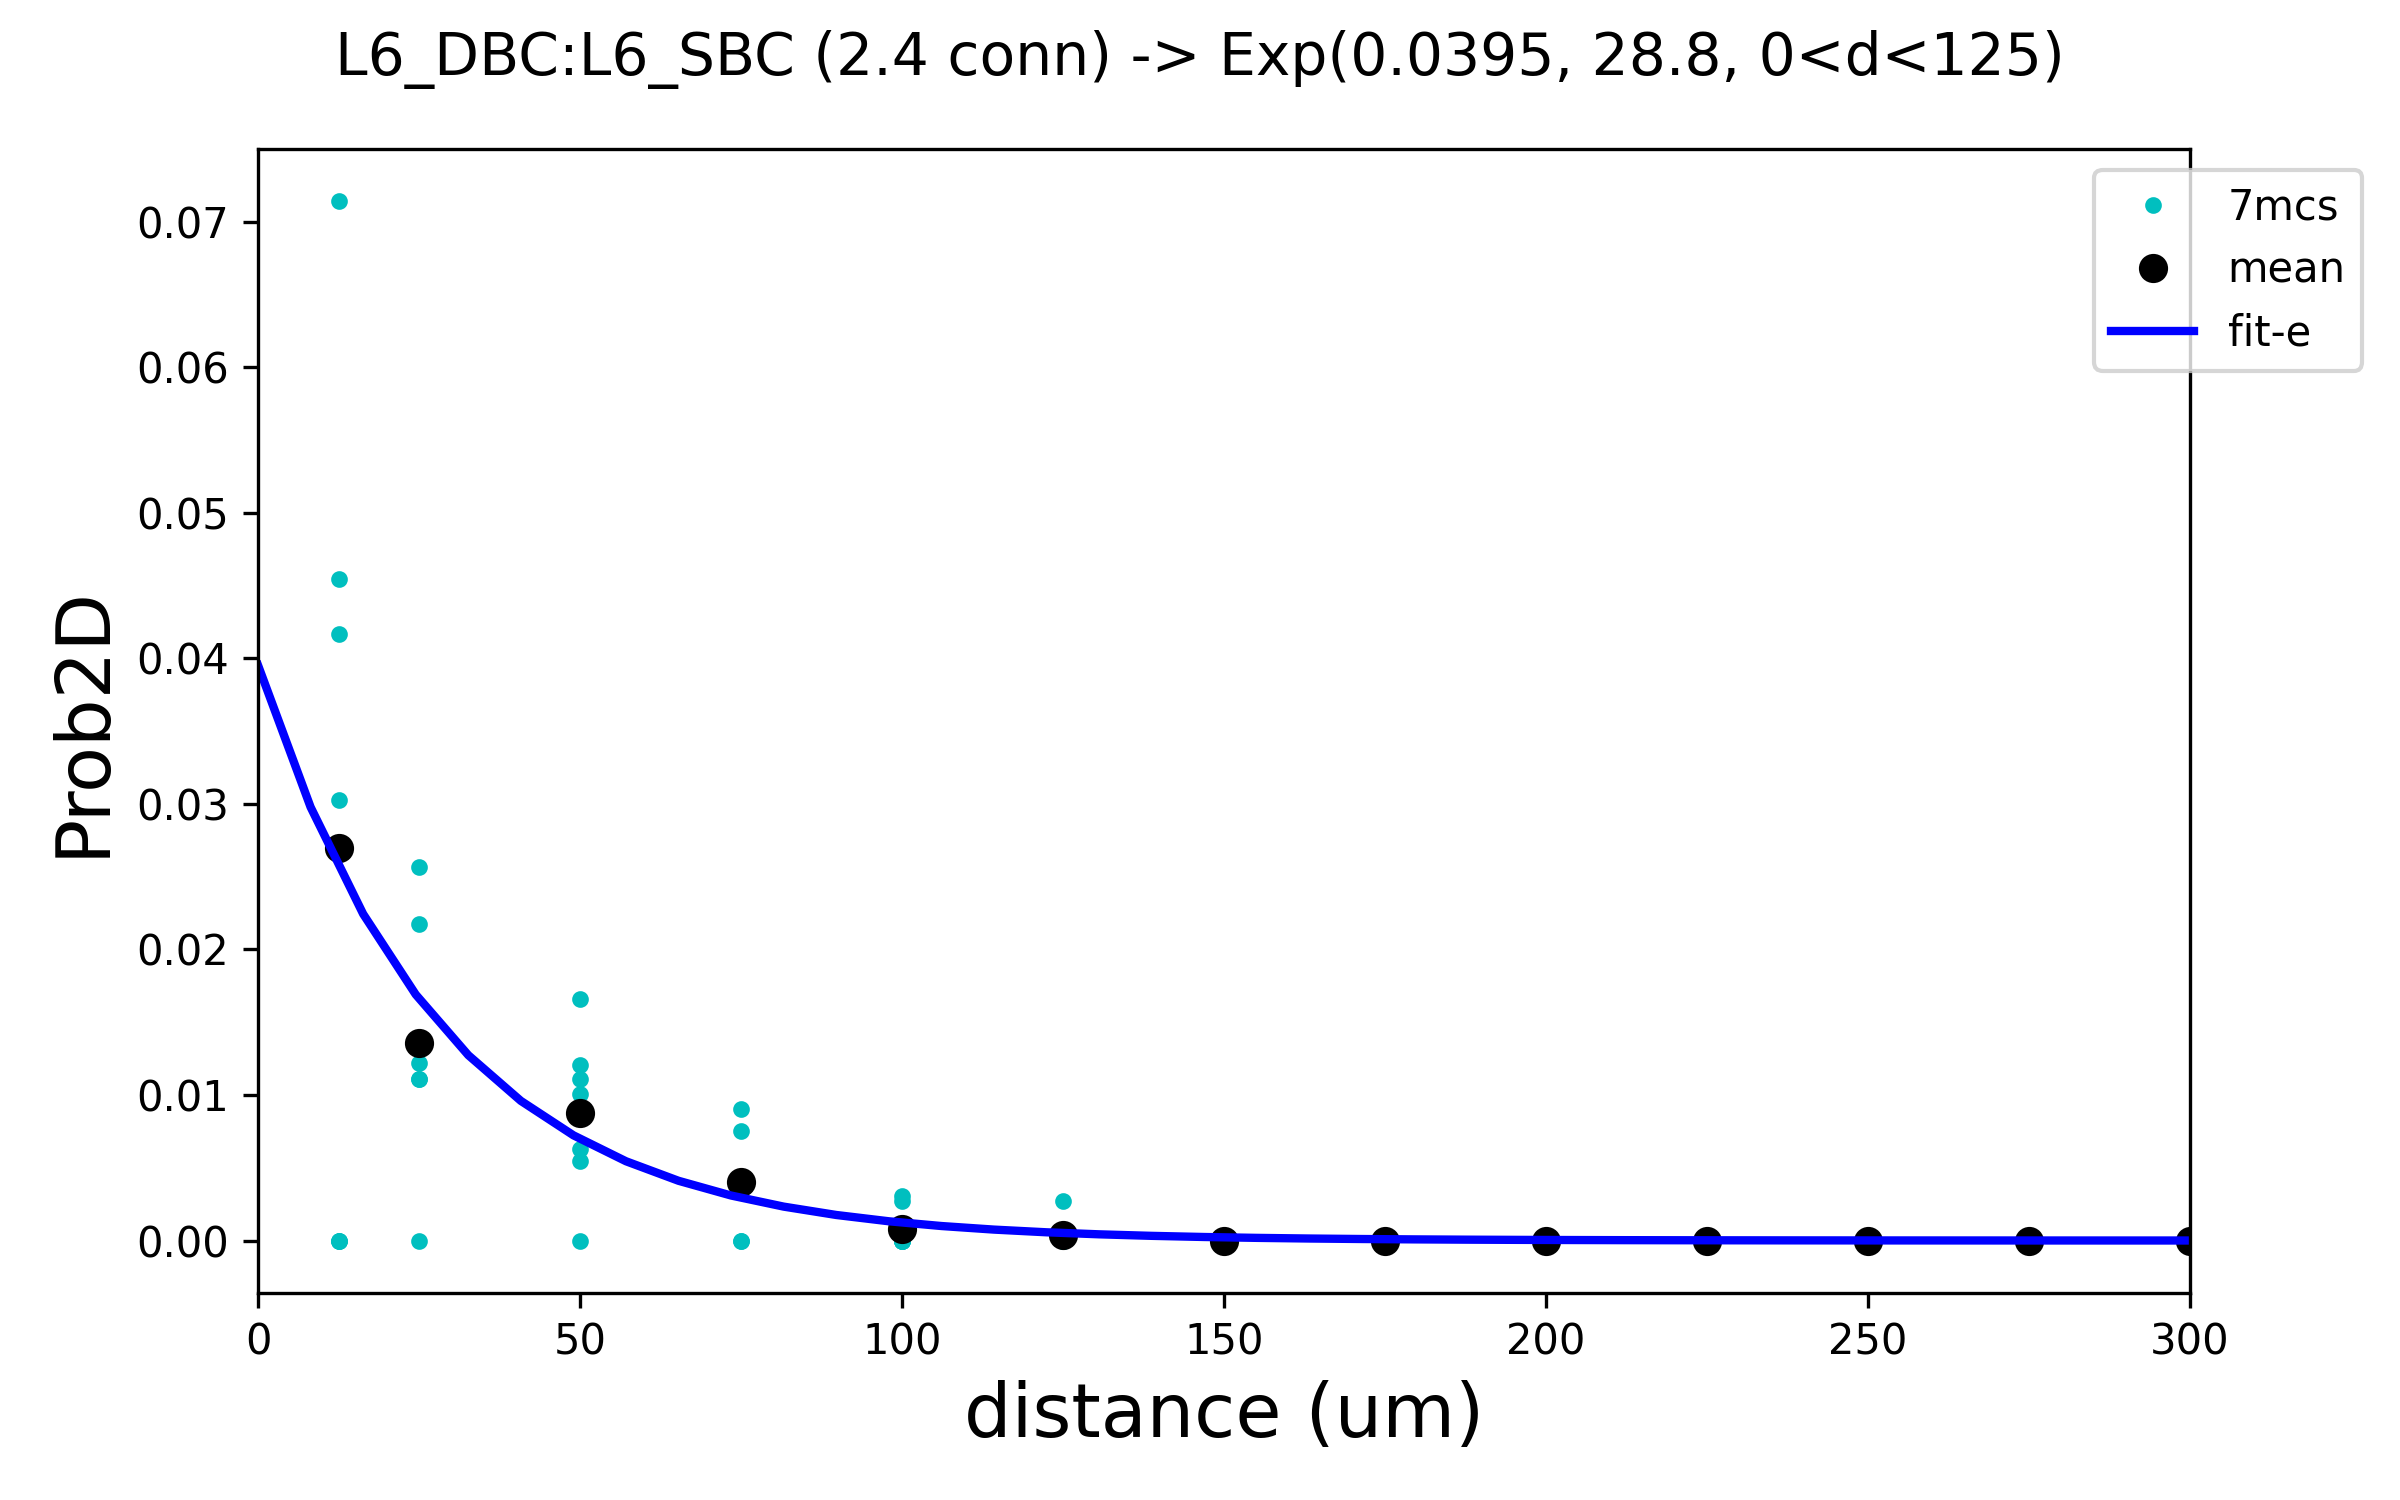 L6_DBC:L6_SBC (2.4 conn) -> Exp(0.0395, 28.8, 0<d<125)
7mcs
mean
fit-e
Prob2D
0.07
0.06
0.05
0.04
0.03
0.02
0.01
0.00
0 50 100 150 200 250 300
distance (um)